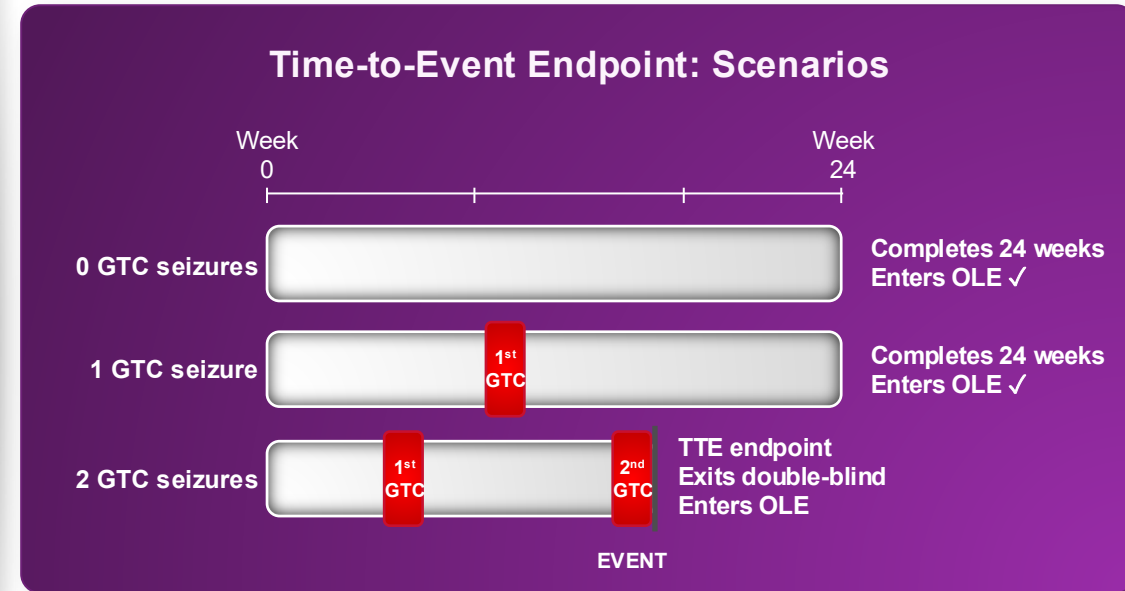 Time-to-Event Endpoint: Scenarios
Week
0
Week
24
0 GTC seizures
Completes 24 weeks
Enters OLE ✓
1 GTC seizure
1st
GTC
Completes 24 weeks
Enters OLE ✓
2 GTC seizures
1st
GTC
2nd
GTC
TTE endpoint
Exits double-blind
Enters OLE
EVENT